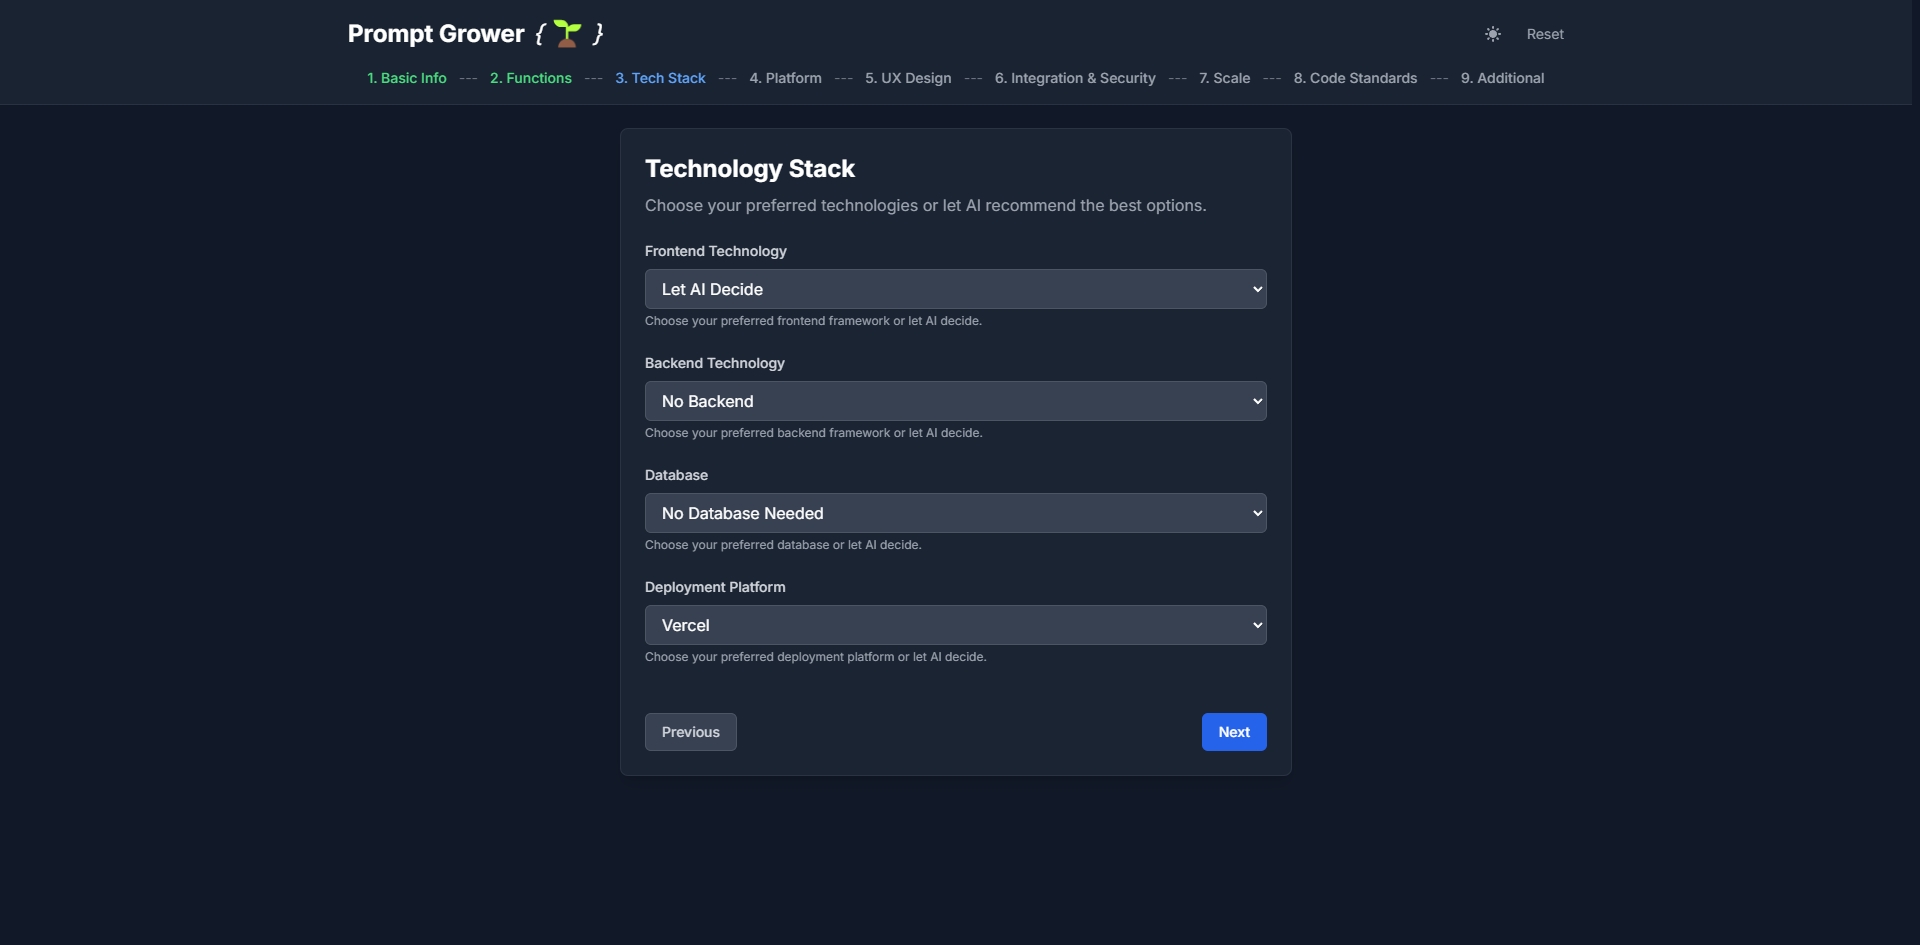 Prompt Grower { 🌱 }
Reset
1. Basic Info --- 2. Functions --- 3. Tech Stack --- 4. Platform --- 5. UX Design --- 6. Integration & Security --- 7. Scale --- 8. Code Standards --- 9. Additional
Technology Stack
Choose your preferred technologies or let AI recommend the best options.
Frontend Technology
Let AI Decide
Choose your preferred frontend framework or let AI decide.
Backend Technology
No Backend
Choose your preferred backend framework or let AI decide.
Database
No Database Needed
Choose your preferred database or let AI decide.
Deployment Platform
Vercel
Choose your preferred deployment platform or let AI decide.
Previous
Next